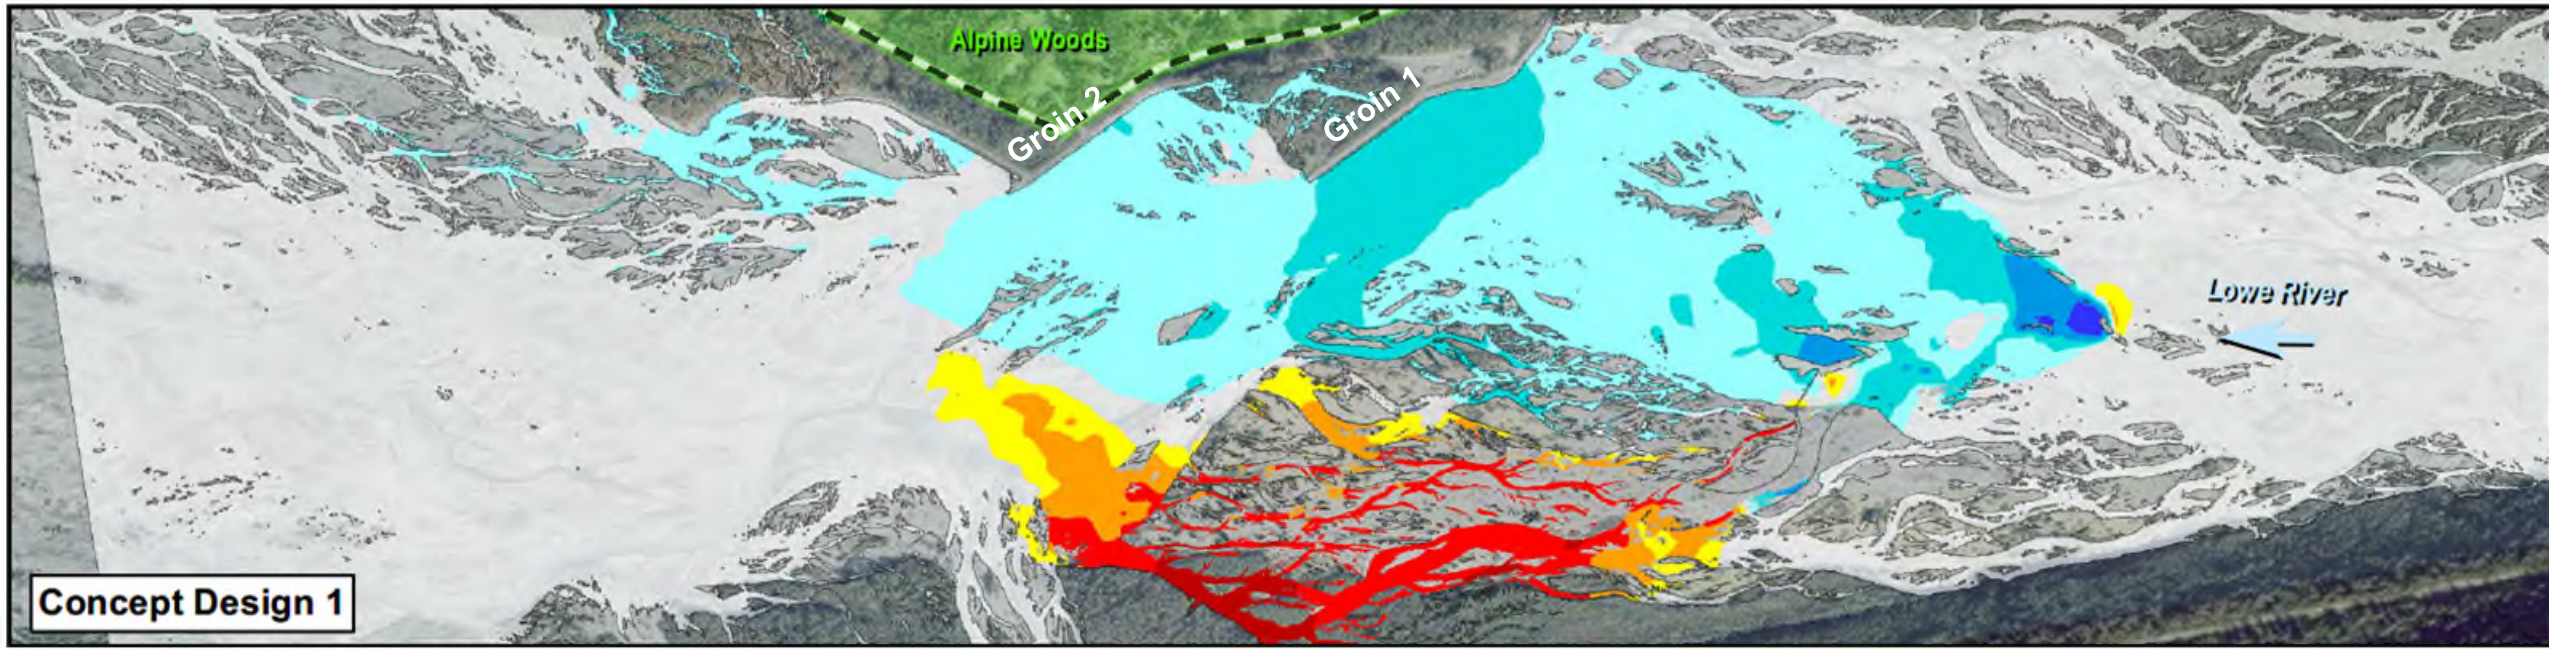 Alpine Woods
Groin 2
Groin 1
Lowe River
Concept Design 1